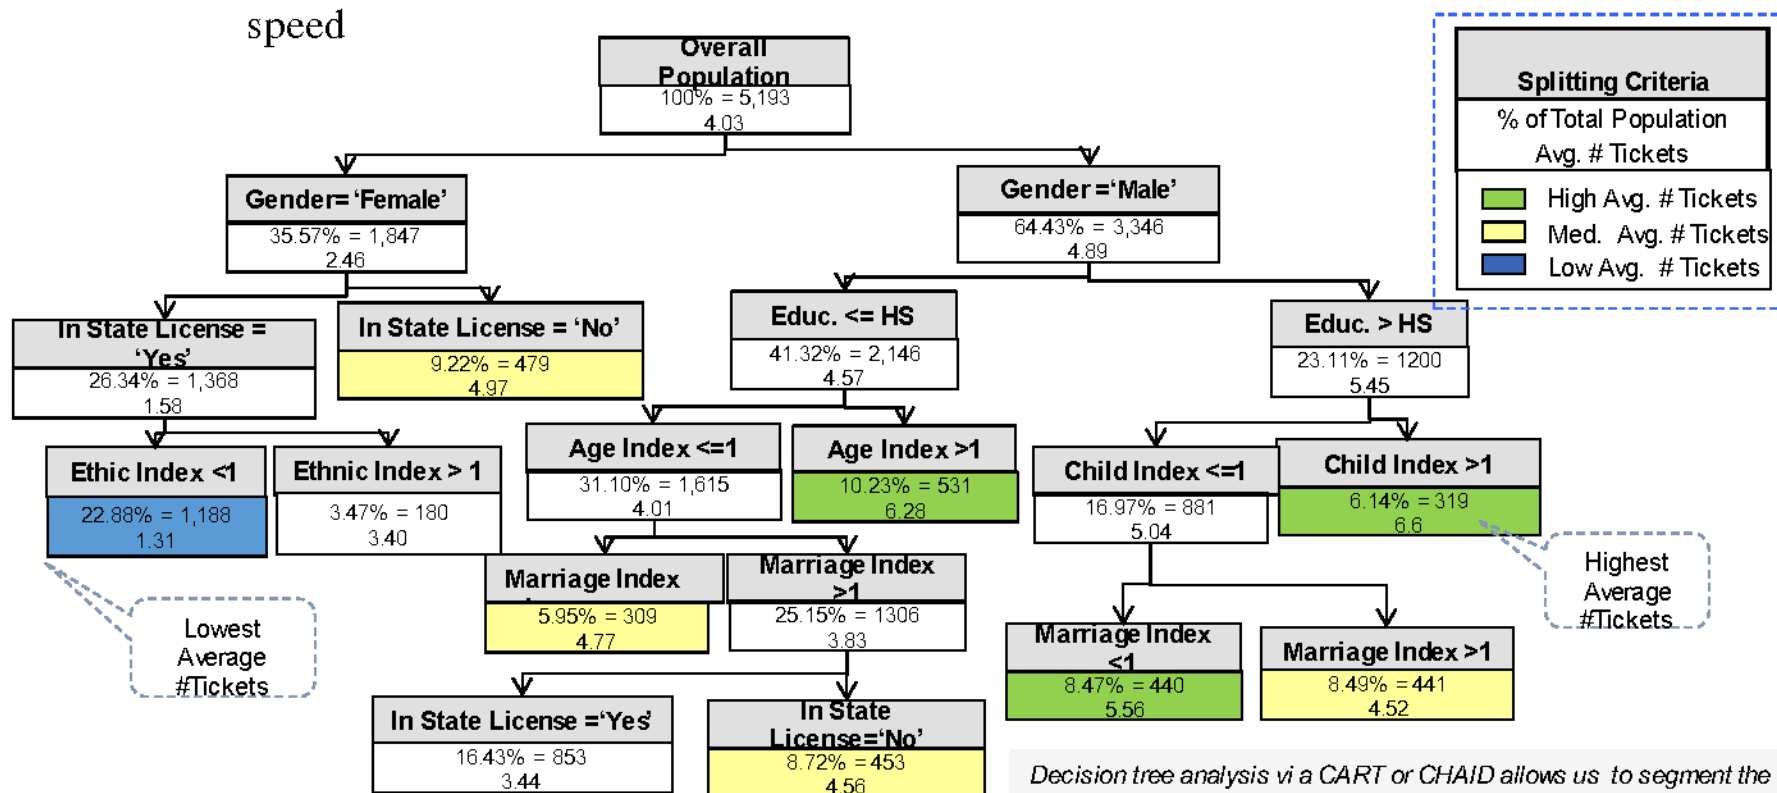 speed
Overall
Population
100% = 5,193
4.03
Splitting Criteria
% of Total Population
Avg. # Tickets
High Avg. # Tickets
Med. Avg. # Tickets
Low Avg. # Tickets
Gender= ‘Female’
35.57% = 1,847
2.46
Gender =‘Male’
64.43% = 3,346
4.89
In State License =
‘Yes’
26.34% = 1,368
1.58
In State License = ‘No’
9.22% = 479
4.97
Educ. <= HS
41.32% = 2,146
4.57
Educ. > HS
23.11% = 1200
5.45
Ethic Index <1
22.88% = 1,188
1.31
Ethnic Index > 1
3.47% = 180
3.40
Age Index <=1
31.10% = 1,615
4.01
Age Index >1
10.23% = 531
6.28
Child Index <=1
16.97% = 881
5.04
Child Index >1
6.14% = 319
6.6
Lowest
Average
#Tickets
Marriage Index
5.95% = 309
4.77
Marriage Index
>1
25.15% = 1306
3.83
Highest
Average
#Tickets
Marriage Index
<1
8.47% = 440
5.56
Marriage Index >1
8.49% = 441
4.52
In State License =‘Yes’
16.43% = 853
3.44
In State
License=‘No’
8.72% = 453
4.56
Decision tree analysis via CART or CHAID allows us to segment the